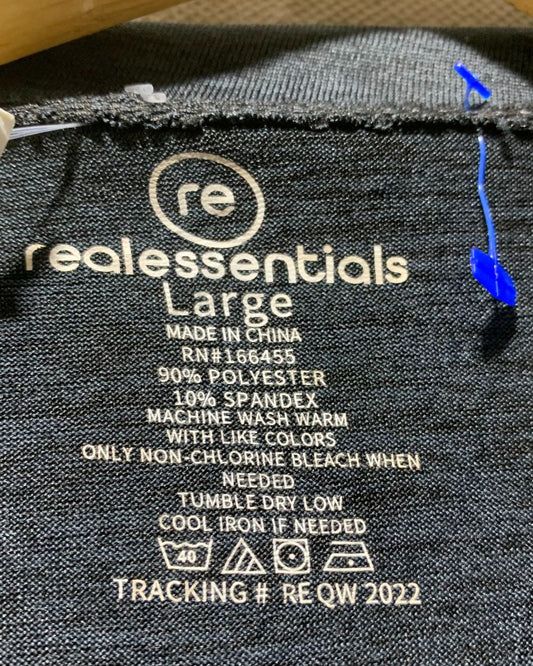 re
realessentials
Large
MADE IN CHINA
RN#166455
90% POLYESTER
10% SPANDEX
MACHINE WASH WARM
WITH LIKE COLORS
ONLY NON-CHLORINE BLEACH WHEN
NEEDED
TUMBLE DRY LOW
COOL IRON IF NEEDED
40
TRACKING # REQW 2022